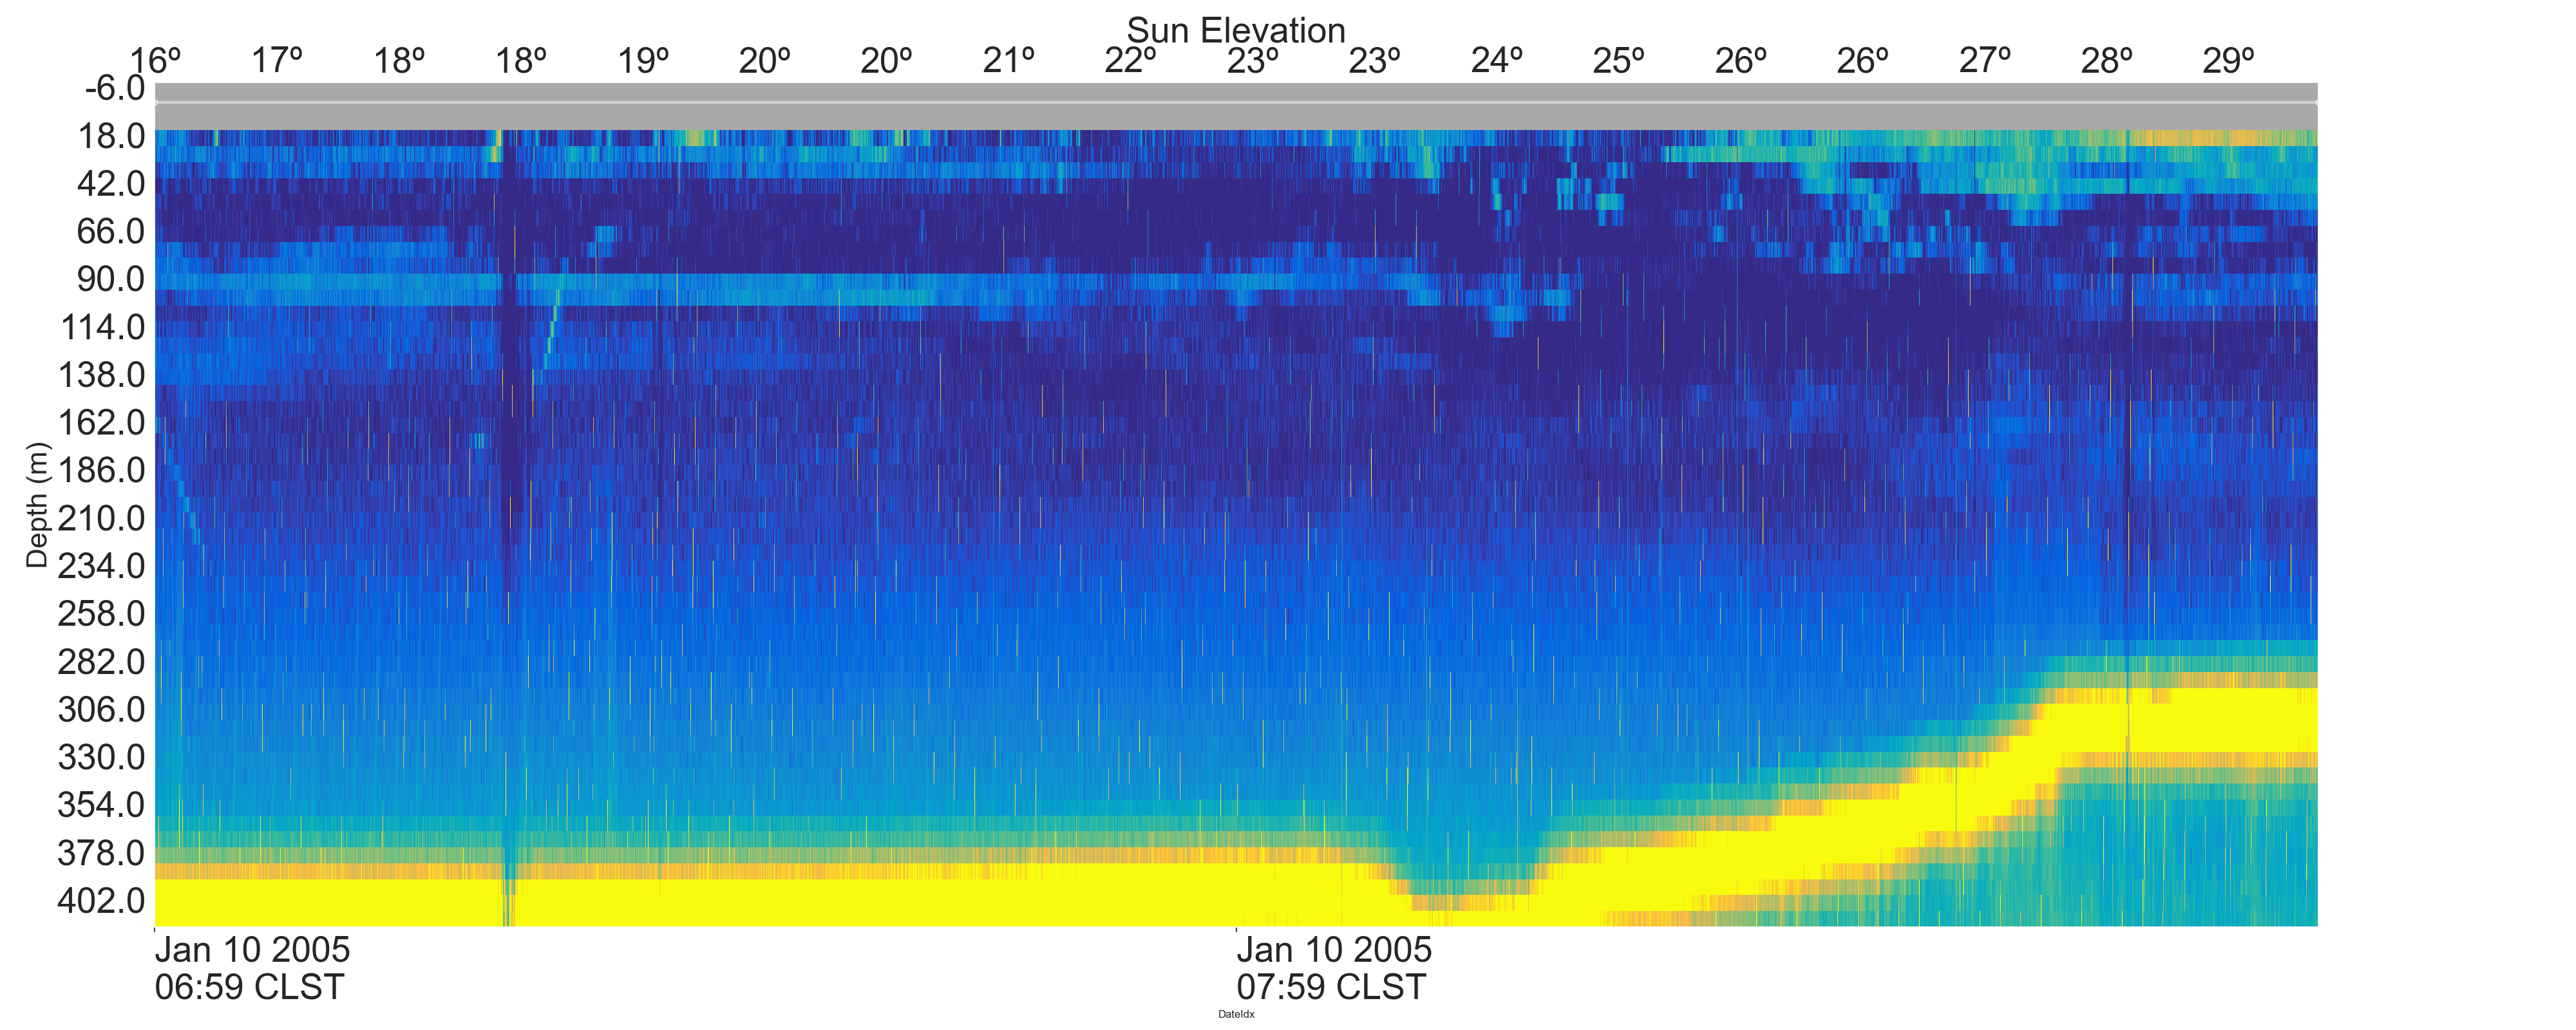 Sun Elevation
16º 17º 18º 18º 19º 20º 20º 21º 22º 23º 23º 24º 25º 26º 26º 27º 28º 29º
-6.0
18.0
42.0
66.0
90.0
114.0
138.0
162.0
186.0
210.0
234.0
258.0
282.0
306.0
330.0
354.0
378.0
402.0
Depth (m)
Jan 10 2005
06:59 CLST
Jan 10 2005
07:59 CLST
DateIdx